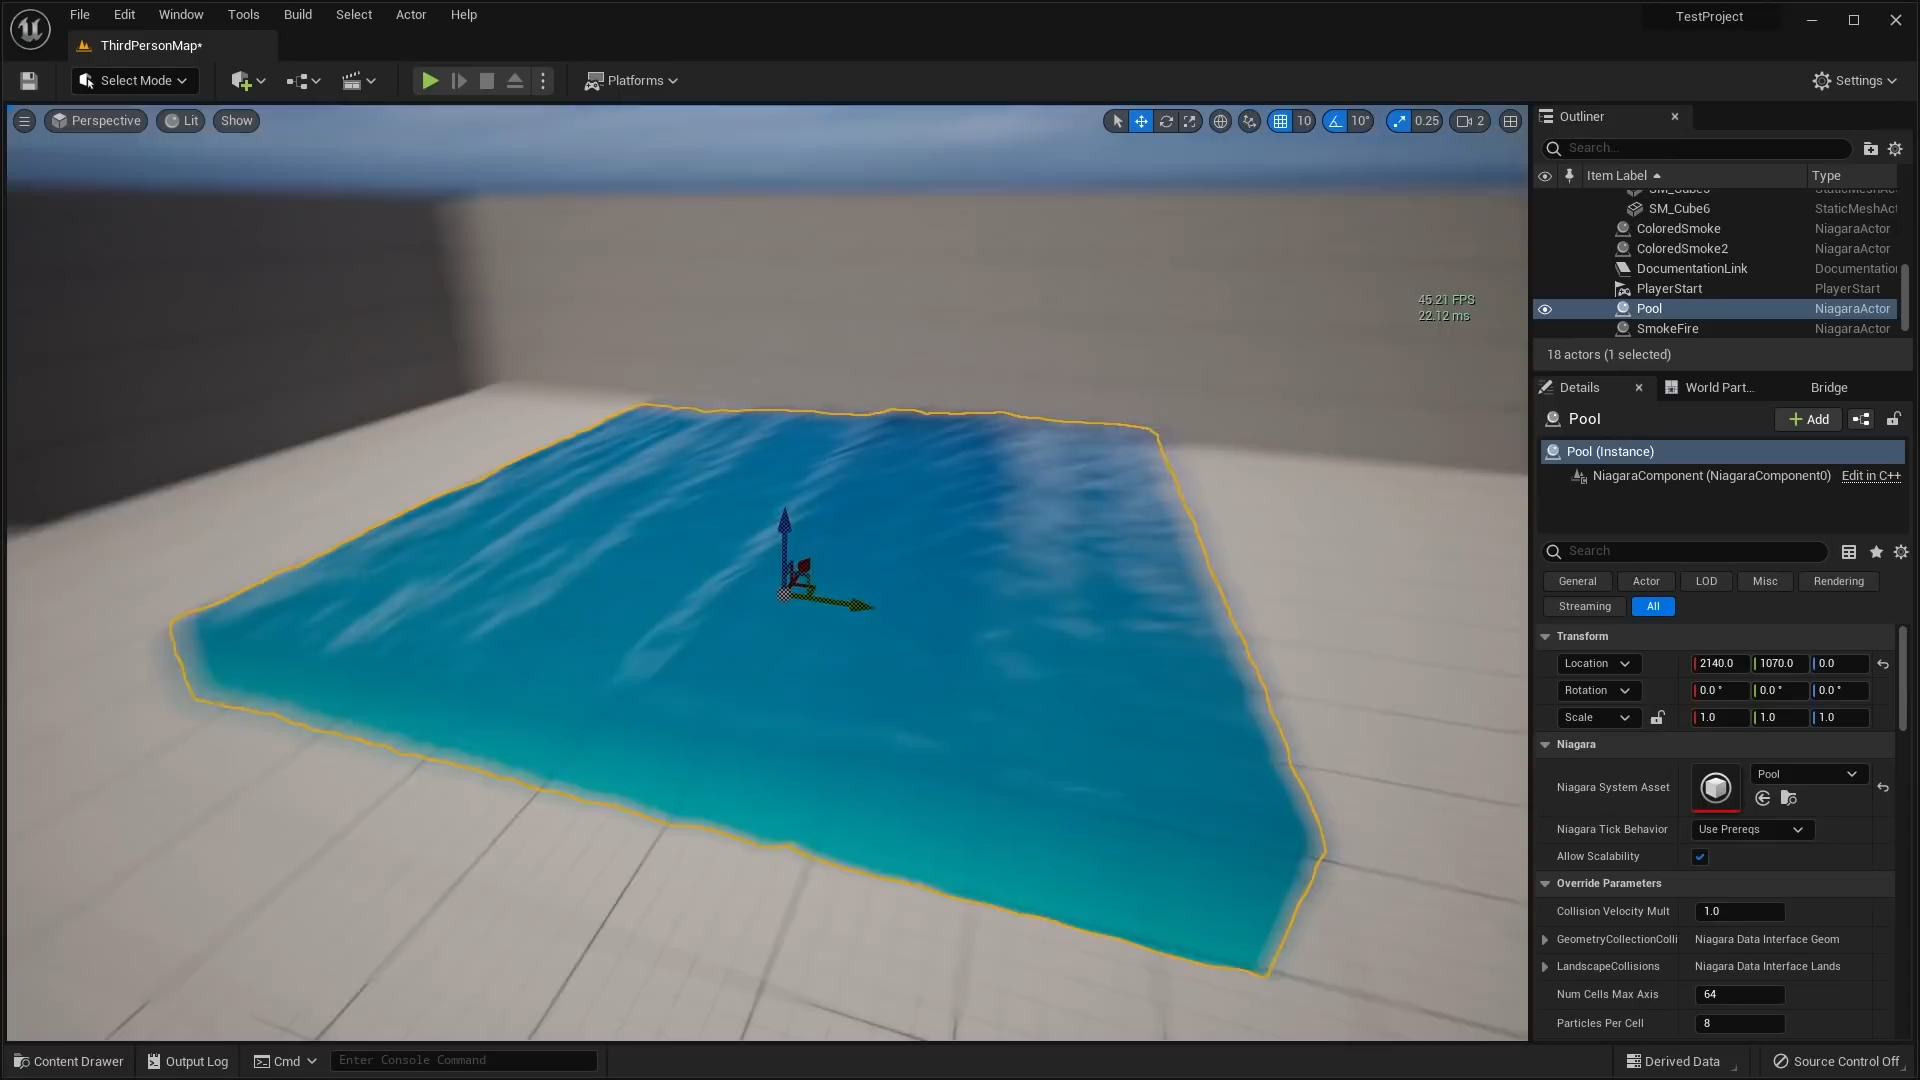 File Edit Window Tools Build Select Actor Help
TestProject
ThirdPersonMap*
Select Mode
Platforms
Settings
Perspective
Lit
Show
10
10°
0.25
2
45.21 FPS
22.12 ms
Outliner
Search...
Item Label
Type
SM_Cube6 StaticMeshAct
ColoredSmoke NiagaraActor
ColoredSmoke2 NiagaraActor
DocumentationLink Documentation
PlayerStart PlayerStart
Pool NiagaraActor
SmokeFire NiagaraActor
18 actors (1 selected)
Details
World Part...
Bridge
Pool
Add
Pool (Instance)
NiagaraComponent (NiagaraComponent0) Edit in C++
Search
General Actor LOD Misc Rendering
Streaming All
Transform
Location 2140.0 1070.0 0.0
Rotation 0.0 ° 0.0 ° 0.0 °
Scale 1.0 1.0 1.0
Niagara
Niagara System Asset Pool
Niagara Tick Behavior Use Prereqs
Allow Scalability
Override Parameters
Collision Velocity Mult 1.0
GeometryCollectionColli Niagara Data Interface Geom
LandscapeCollisions Niagara Data Interface Lands
Num Cells Max Axis 64
Particles Per Cell 8
Content Drawer
Output Log
Cmd
Enter Console Command
Derived Data
Source Control Off